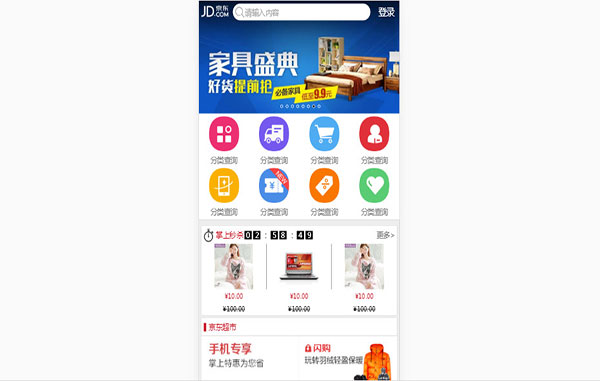 JD 京东 .COM 请输入内容 登录
家具盛典
好货提前抢 必备家具 低至9.9元
分类查询 分类查询 分类查询 分类查询
NEW
分类查询 分类查询 分类查询 分类查询
掌上秒杀 02 : 58 : 49 更多>
¥10.00 ¥10.00 ¥10.00
¥100.00 ¥100.00 ¥100.00
京东超市
手机专享 闪购
掌上特惠为您省 玩转羽绒轻盈保暖